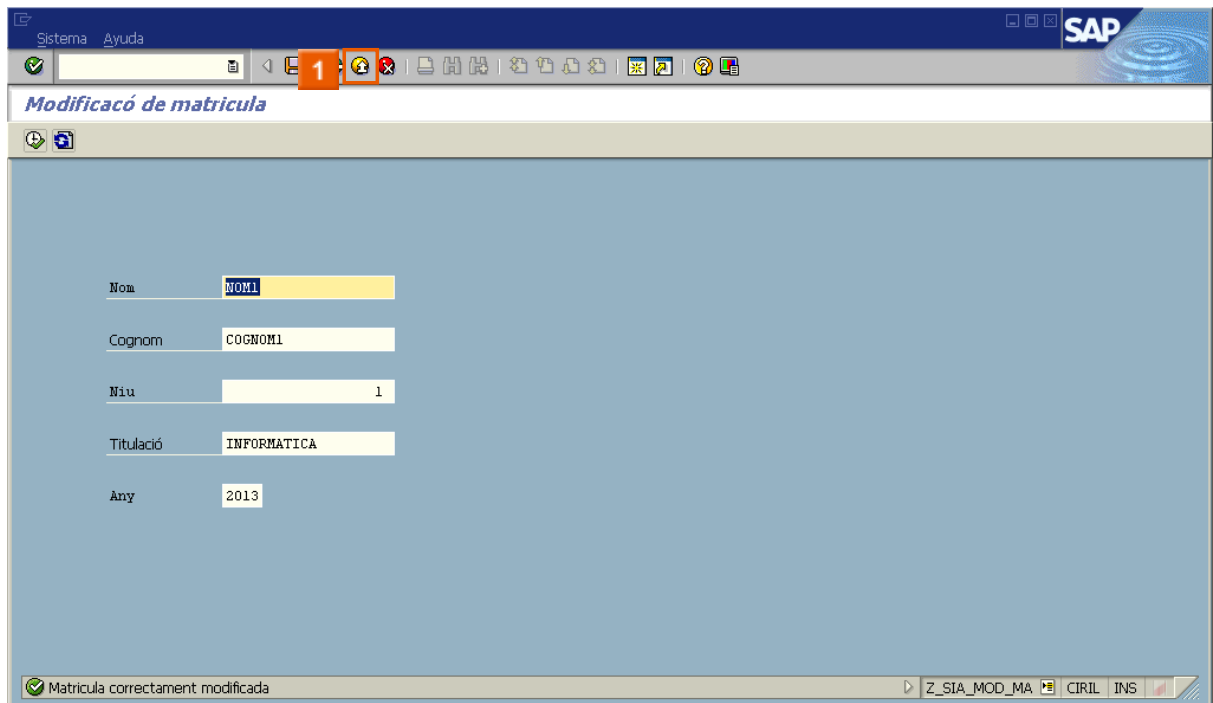 Sistema Ayuda
SAP
1
Modificacó de matricula
Nom NOM1
Cognom COGNOM1
Niu 1
Titulació INFORMATICA
Any 2013
Matricula correctament modificada
Z_SIA_MOD_MA CIRIL INS